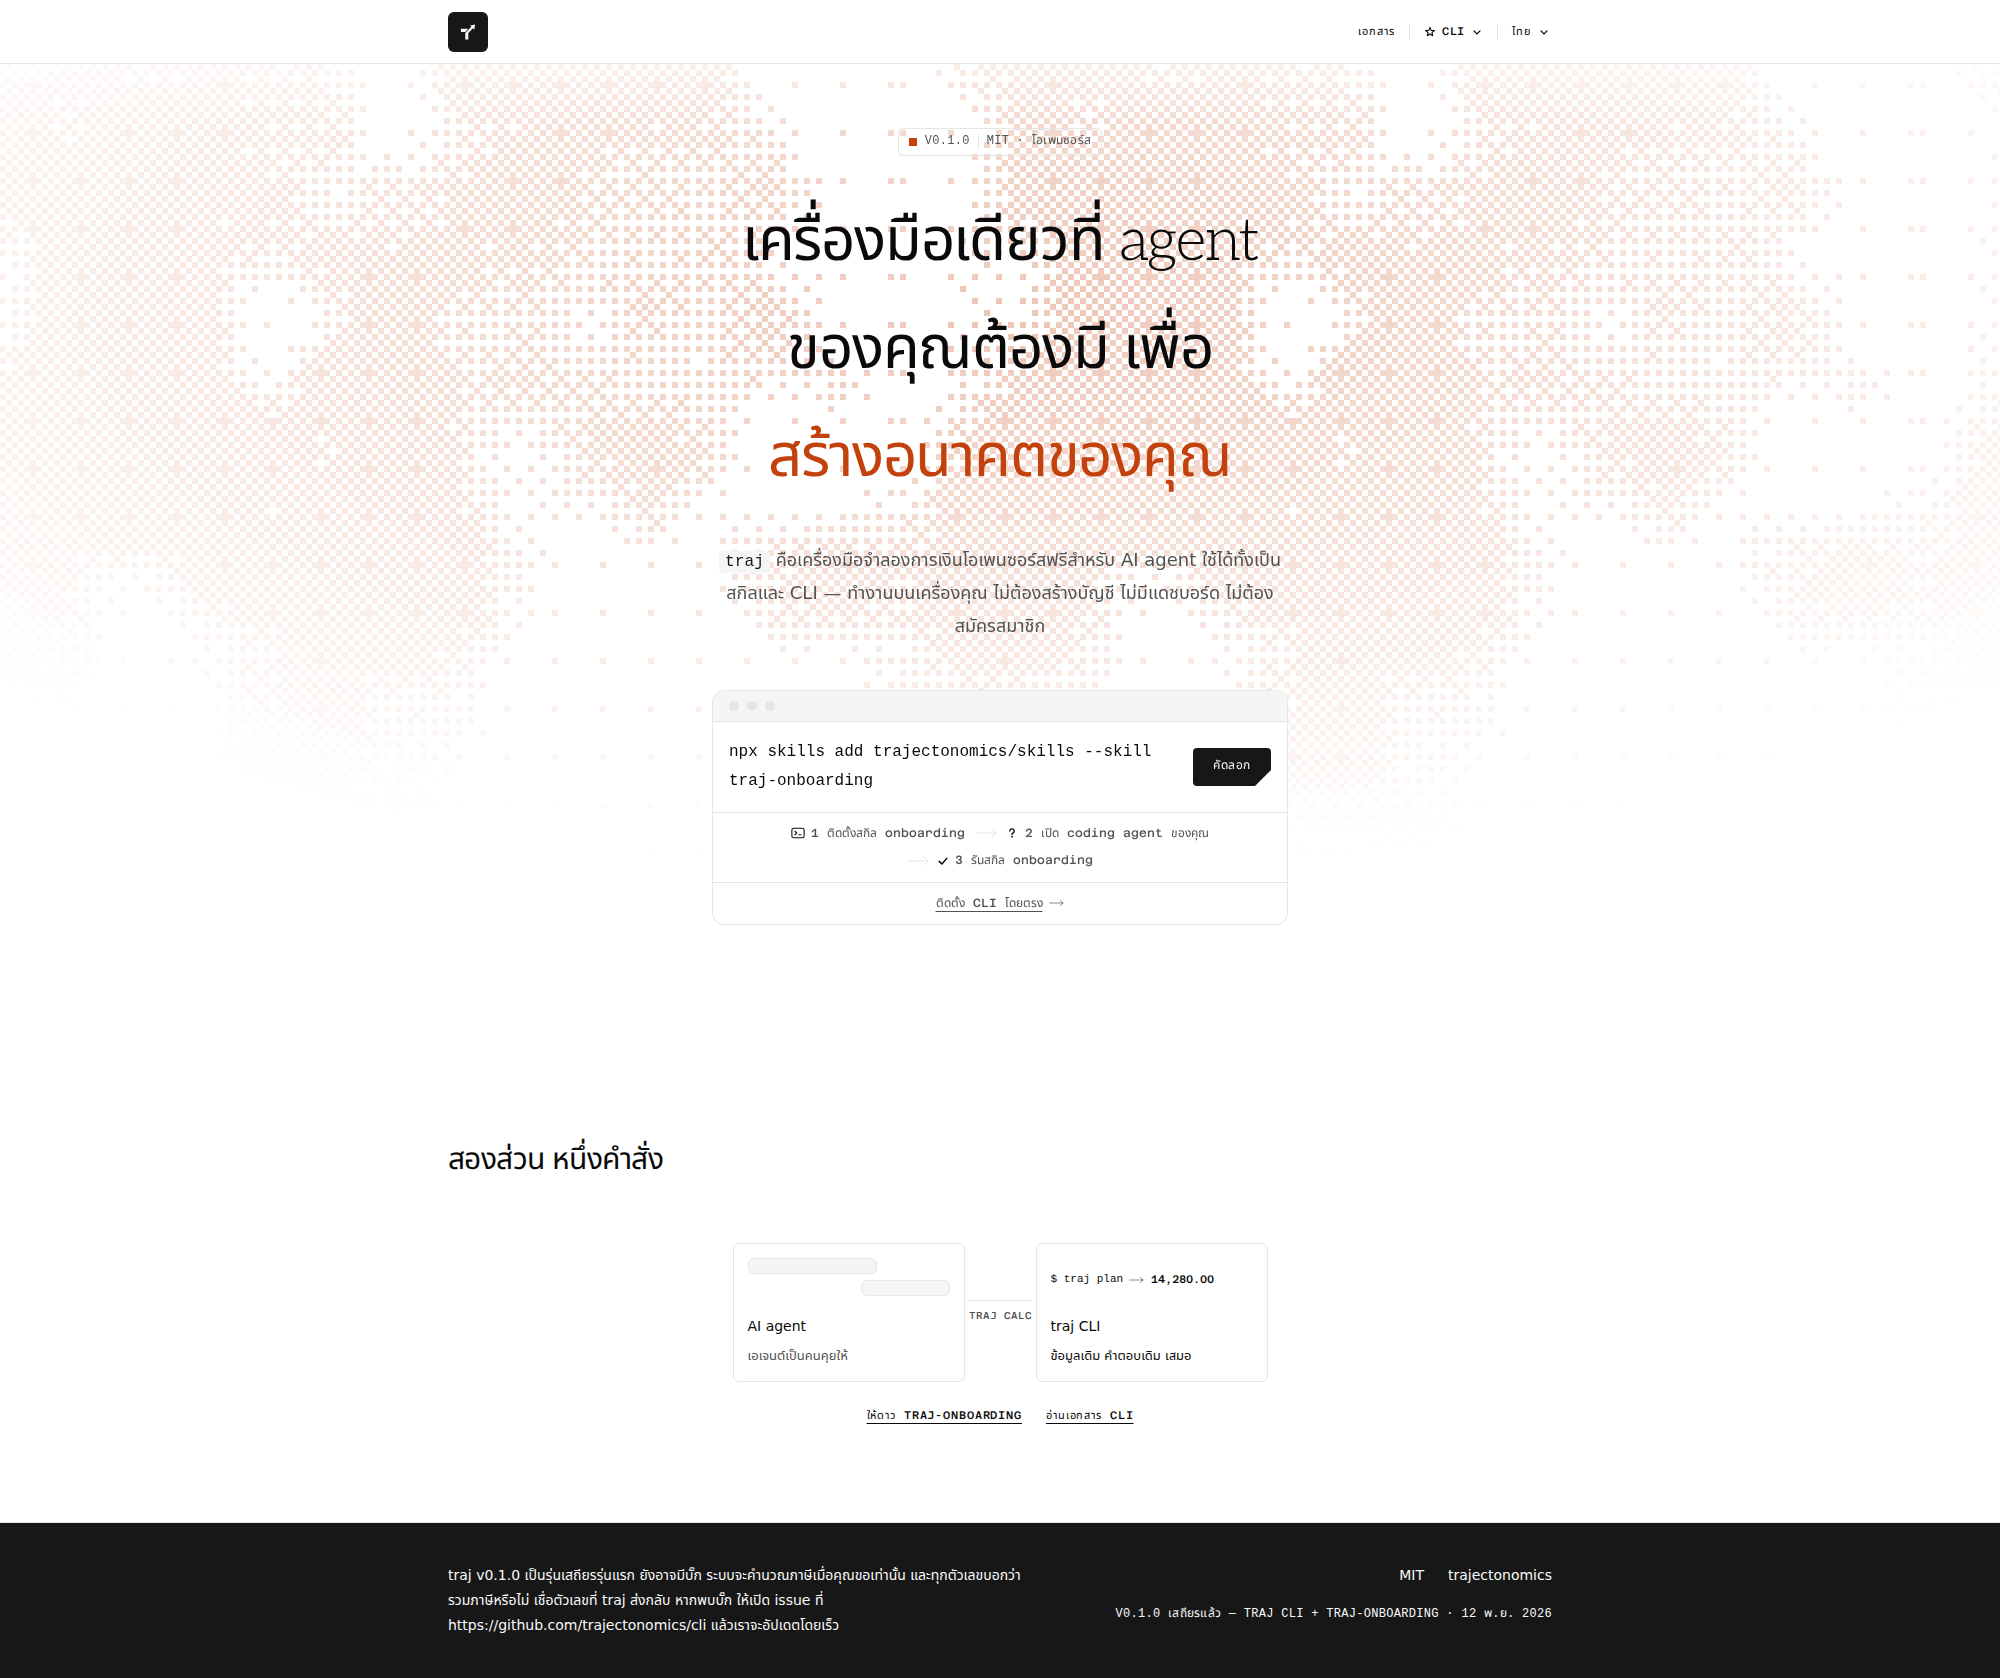 เอกสาร
CLI
ไทย
V0.1.0 MIT · โอเพนซอร์ส
เครื่องมือเดียวที่ agent
ของคุณต้องมี เพื่อ
สร้างอนาคตของคุณ
traj คือเครื่องมือจำลองการเงินโอเพนซอร์สฟรีสำหรับ AI agent ใช้ได้ทั้งเป็น
สกิลและ CLI — ทำงานบนเครื่องคุณ ไม่ต้องสร้างบัญชี ไม่มีแดชบอร์ด ไม่ต้อง
สมัครสมาชิก
npx skills add trajectonomics/skills --skill
traj-onboarding
คัดลอก
1 ติดตั้งสกิล onboarding → ? 2 เปิด coding agent ของคุณ
→ ✓ 3 รับสกิล onboarding
ติดตั้ง CLI โดยตรง →
สองส่วน หนึ่งคำสั่ง
AI agent
เอเจนต์เป็นคนคุยให้
TRAJ CALC
$ traj plan → 14,280.00
traj CLI
ข้อมูลเดิม คำตอบเดิม เสมอ
ให้ดาว TRAJ-ONBOARDING
อ่านเอกสาร CLI
traj v0.1.0 เป็นรุ่นเสถียรรุ่นแรก ยังอาจมีบั๊ก ระบบจะคำนวณภาษีเมื่อคุณขอเท่านั้น และทุกตัวเลขบอกว่า
รวมภาษีหรือไม่ เชื่อตัวเลขที่ traj ส่งกลับ หากพบบั๊ก ให้เปิด issue ที่
https://github.com/trajectonomics/cli แล้วเราจะอัปเดตโดยเร็ว
MIT trajectonomics
V0.1.0 เสถียรแล้ว — TRAJ CLI + TRAJ-ONBOARDING · 12 พ.ย. 2026